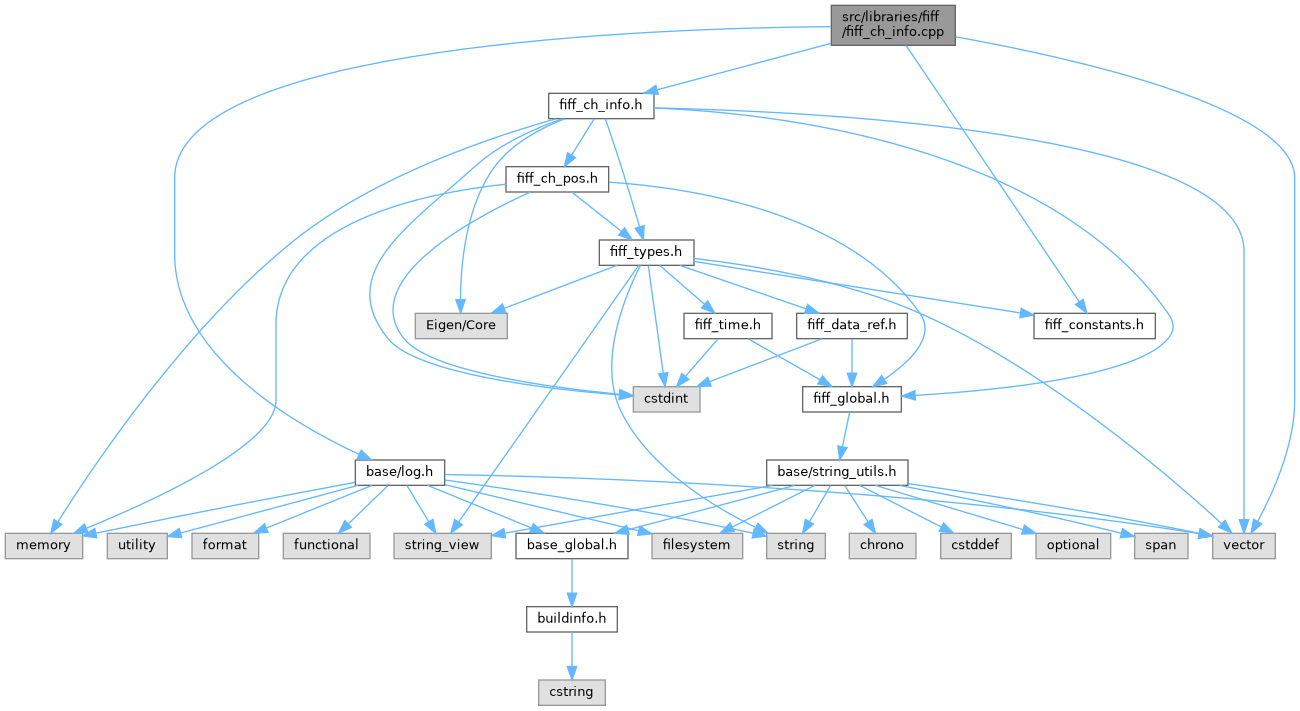 src/libraries/fiff
/fiff_ch_info.cpp
fiff_ch_info.h
fiff_ch_pos.h
fiff_types.h
Eigen/Core
fiff_time.h
fiff_data_ref.h
fiff_constants.h
cstdint
fiff_global.h
base/log.h
base/string_utils.h
memory
utility
format
functional
string_view
base_global.h
filesystem
string
chrono
cstddef
optional
span
vector
buildinfo.h
cstring